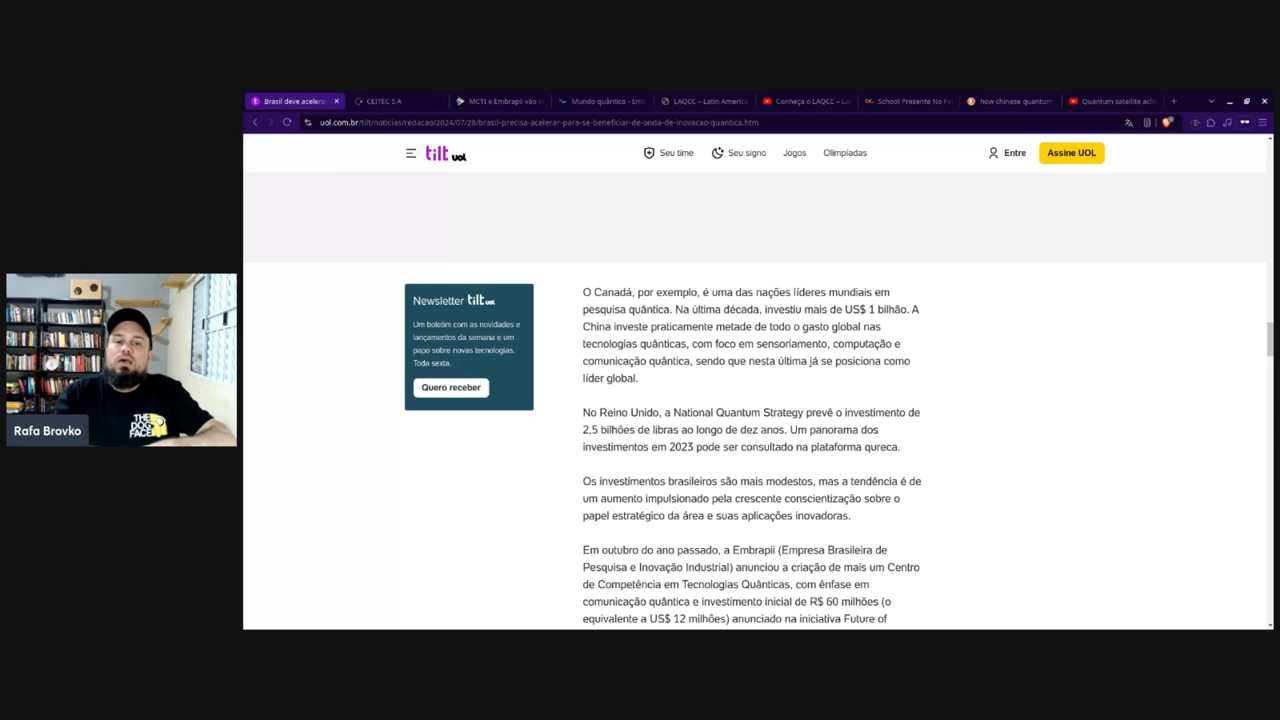 Brasil deve acelera
CEITEC S.A
MCTI e Embrapii vão in
Mundo quântico - Emb
LAQCC – Latin America
Conheça o LAQCC – La
School Presente No Fo
how chinese quantum
Quantum satellite ach
uol.com.br/tilt/noticias/redacao/2024/07/28/brasil-precisa-acelerar-para-se-beneficiar-de-onda-de-inovacao-quantica.htm
tilt uol
Seu time
Seu signo
Jogos
Olimpíadas
Entre
Assine UOL
Newsletter tilt uol
Um boletim com as novidades e
lançamentos da semana e um
papo sobre novas tecnologias.
Toda sexta.
Quero receber
O Canadá, por exemplo, é uma das nações líderes mundiais em
pesquisa quântica. Na última década, investiu mais de US$ 1 bilhão. A
China investe praticamente metade de todo o gasto global nas
tecnologias quânticas, com foco em sensoriamento, computação e
comunicação quântica, sendo que nesta última já se posiciona como
líder global.
No Reino Unido, a National Quantum Strategy prevê o investimento de
2,5 bilhões de libras ao longo de dez anos. Um panorama dos
investimentos em 2023 pode ser consultado na plataforma qureca.
Os investimentos brasileiros são mais modestos, mas a tendência é de
um aumento impulsionado pela crescente conscientização sobre o
papel estratégico da área e suas aplicações inovadoras.
Em outubro do ano passado, a Embrapii (Empresa Brasileira de
Pesquisa e Inovação Industrial) anunciou a criação de mais um Centro
de Competência em Tecnologias Quânticas, com ênfase em
comunicação quântica e investimento inicial de R$ 60 milhões (o
equivalente a US$ 12 milhões) anunciado na iniciativa Future of
THE
DOG
FACE
Rafa Brovko